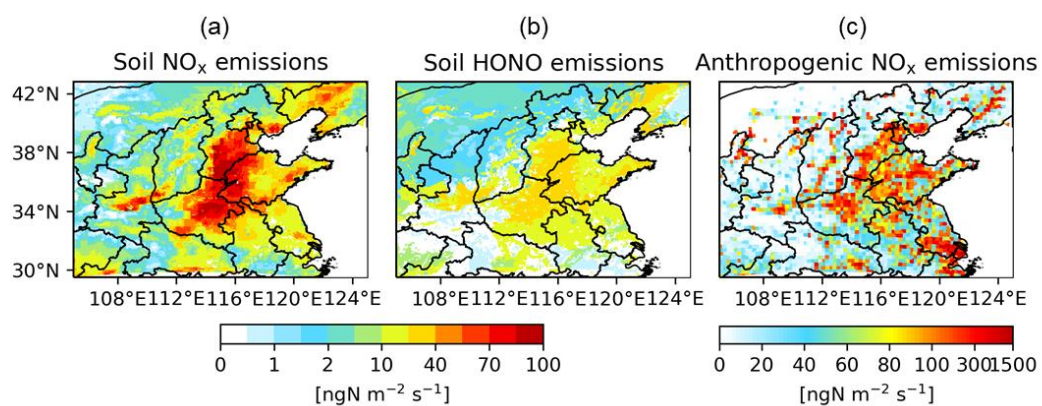 (a) (b) (c)
Soil NOₓ emissions Soil HONO emissions Anthropogenic NOₓ emissions
42°N
38°N
34°N
30°N
108°E112°E116°E120°E124°E 108°E112°E116°E120°E124°E 108°E112°E116°E120°E124°E
0 1 2 10 40 70 100 0 20 40 60 80 100 3001500
[ngN m⁻² s⁻¹] [ngN m⁻² s⁻¹]